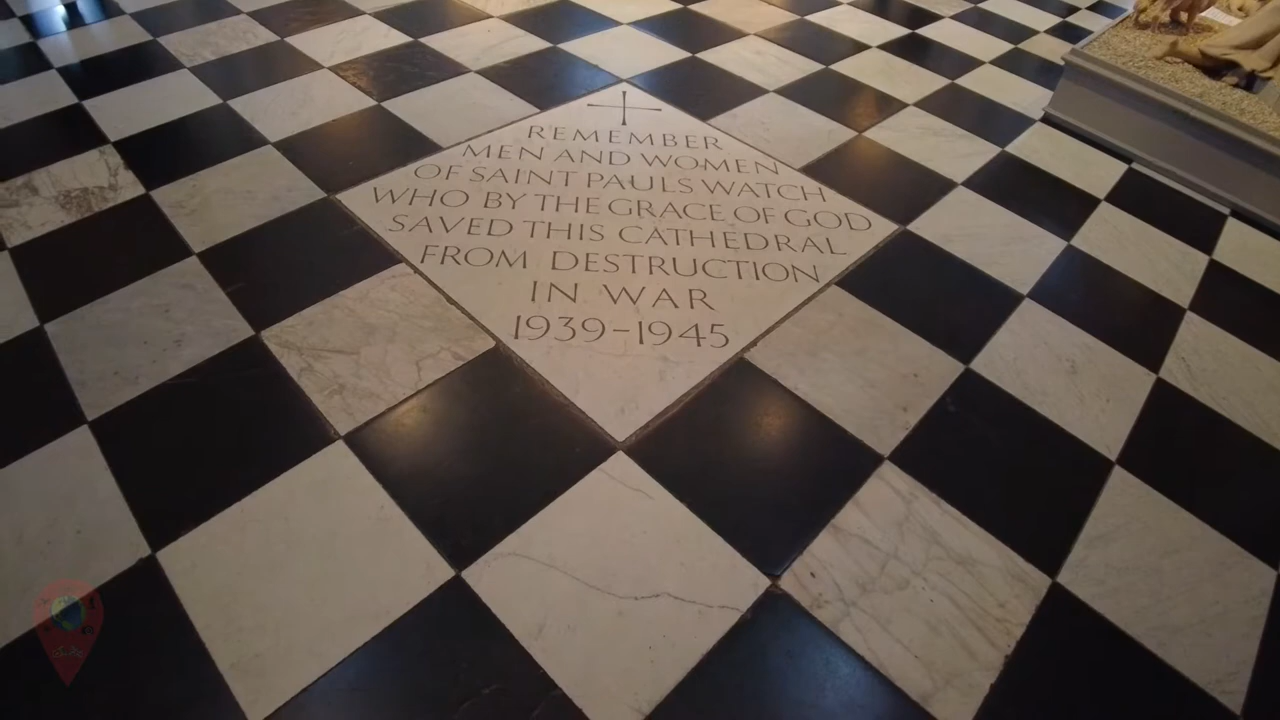 REMEMBER
MEN AND WOMEN
OF SAINT PAULS WATCH
WHO BY THE GRACE OF GOD
SAVED THIS CATHEDRAL
FROM DESTRUCTION
IN WAR
1939-1945